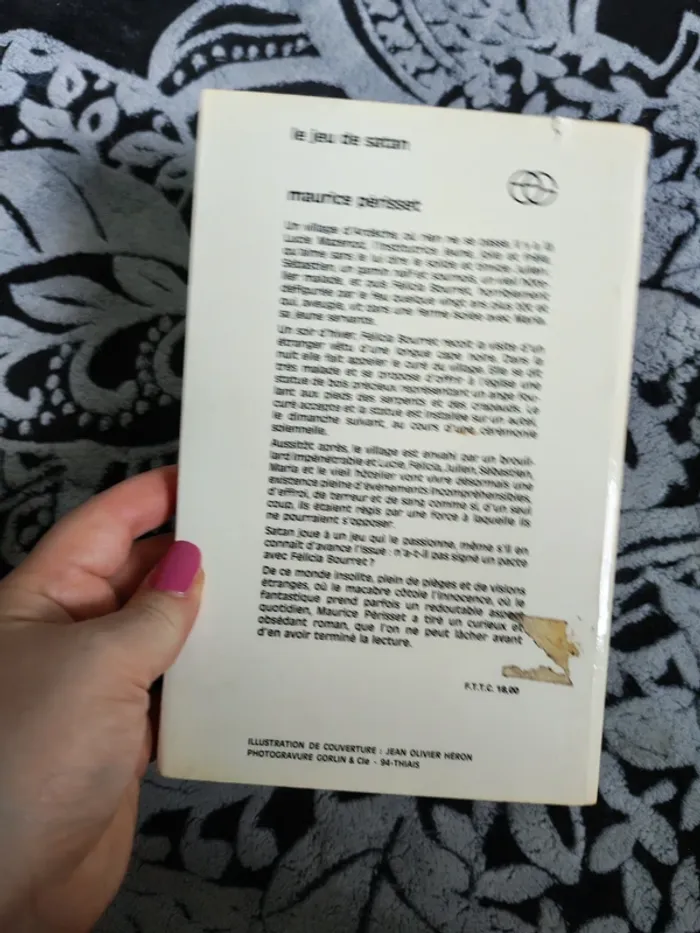 le jeu de satan
maurice périsset
Un village d'Ardèche où rien ne se passe. Il y a là
Lucie Mazerod, l'institutrice jeune, jolie et frêle,
qu'aime sans le lui dire le solide et timide Julien,
Sébastien, un gamin naïf et sournois, un vieil hôte-
lier malade, et puis Félicia Bourret, horriblement
défigurée par le feu quelque vingt ans plus tôt et
qui, aveugle, vit dans une ferme isolée avec Maria,
sa jeune servante.
Un soir d'hiver, Félicia Bourret reçoit la visite d'un
étranger vêtu d'une longue cape noire. Dans la
nuit elle fait appeler le curé du village. Elle se dit
très malade et se propose d'offrir à l'église une
statue de bois précieux représentant un ange fou-
lant aux pieds des serpents et des crapauds. Le
curé accepte et la statue est installée sur un autel,
le dimanche suivant, au cours d'une cérémonie
solennelle.
Aussitôt après, le village est envahi par un brouil-
lard impénétrable et Lucie, Félicia, Julien, Sébastien,
Maria et le vieil hôtelier vont vivre désormais une
existence pleine d'événements incompréhensibles,
d'effroi, de terreur et de sang comme si, d'un seul
coup, ils étaient régis par une force à laquelle ils
ne pourraient s'opposer.
Satan joue à un jeu qui le passionne, même s'il en
connaît d'avance l'issue : n'a-t-il pas signé un pacte
avec Félicia Bourret ?
De ce monde insolite, plein de pièges et de visions
étranges, où le macabre côtoie l'innocence, où le
fantastique prend parfois un redoutable aspect
quotidien, Maurice Périsset a tiré un curieux et
obsédant roman, que l'on ne peut lâcher avant
d'en avoir terminé la lecture.
F.T.T.C. 18,00
ILLUSTRATION DE COUVERTURE : JEAN OLIVIER HÉRON
PHOTOGRAVURE GORLIN & Cie - 94-THIAIS